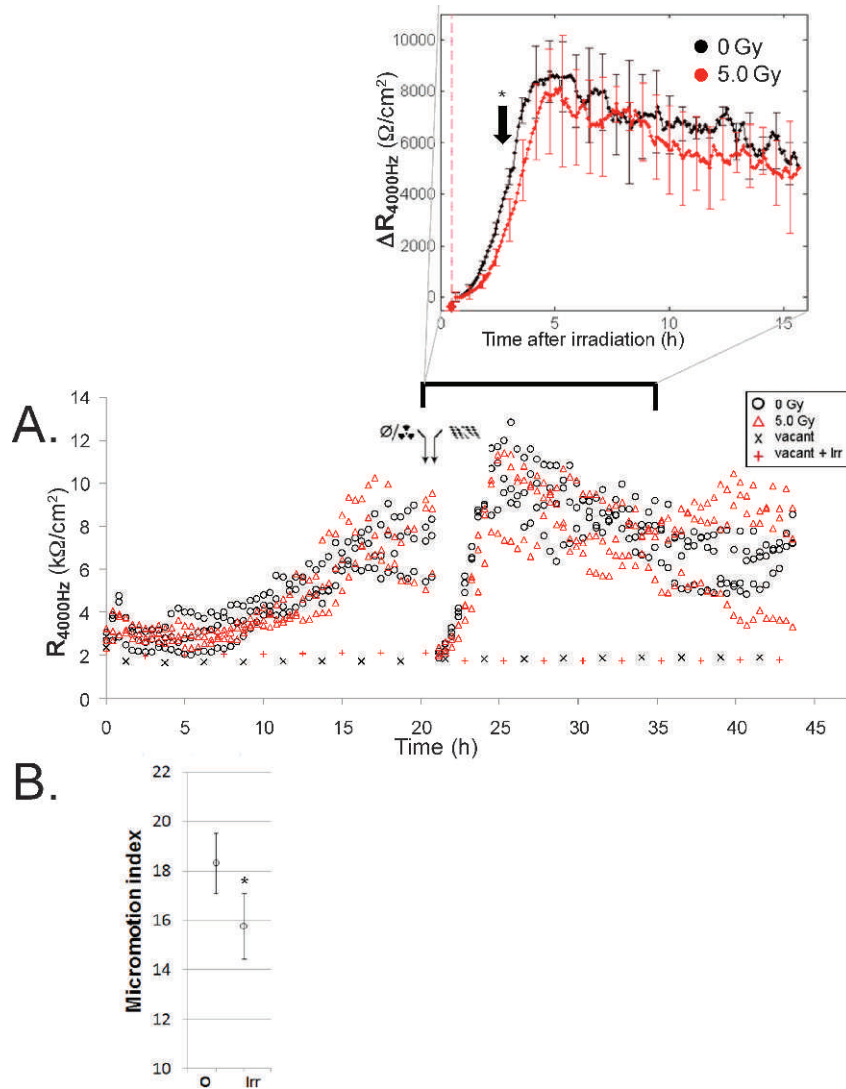 10000
8000
6000
4000
2000
0
ΔR4000Hz (Ω/cm²)
*
0 Gy
5.0 Gy
0 5 10 15
Time after irradiation (h)
A.
14
12
10
8
6
4
2
0
R4000Hz (kΩ/cm²)
Ø/
0 Gy
5.0 Gy
vacant
vacant + Irr
0 5 10 15 20 25 30 35 40 45
Time (h)
B.
22
20
18
16
14
12
10
Micromotion index
*
O Irr